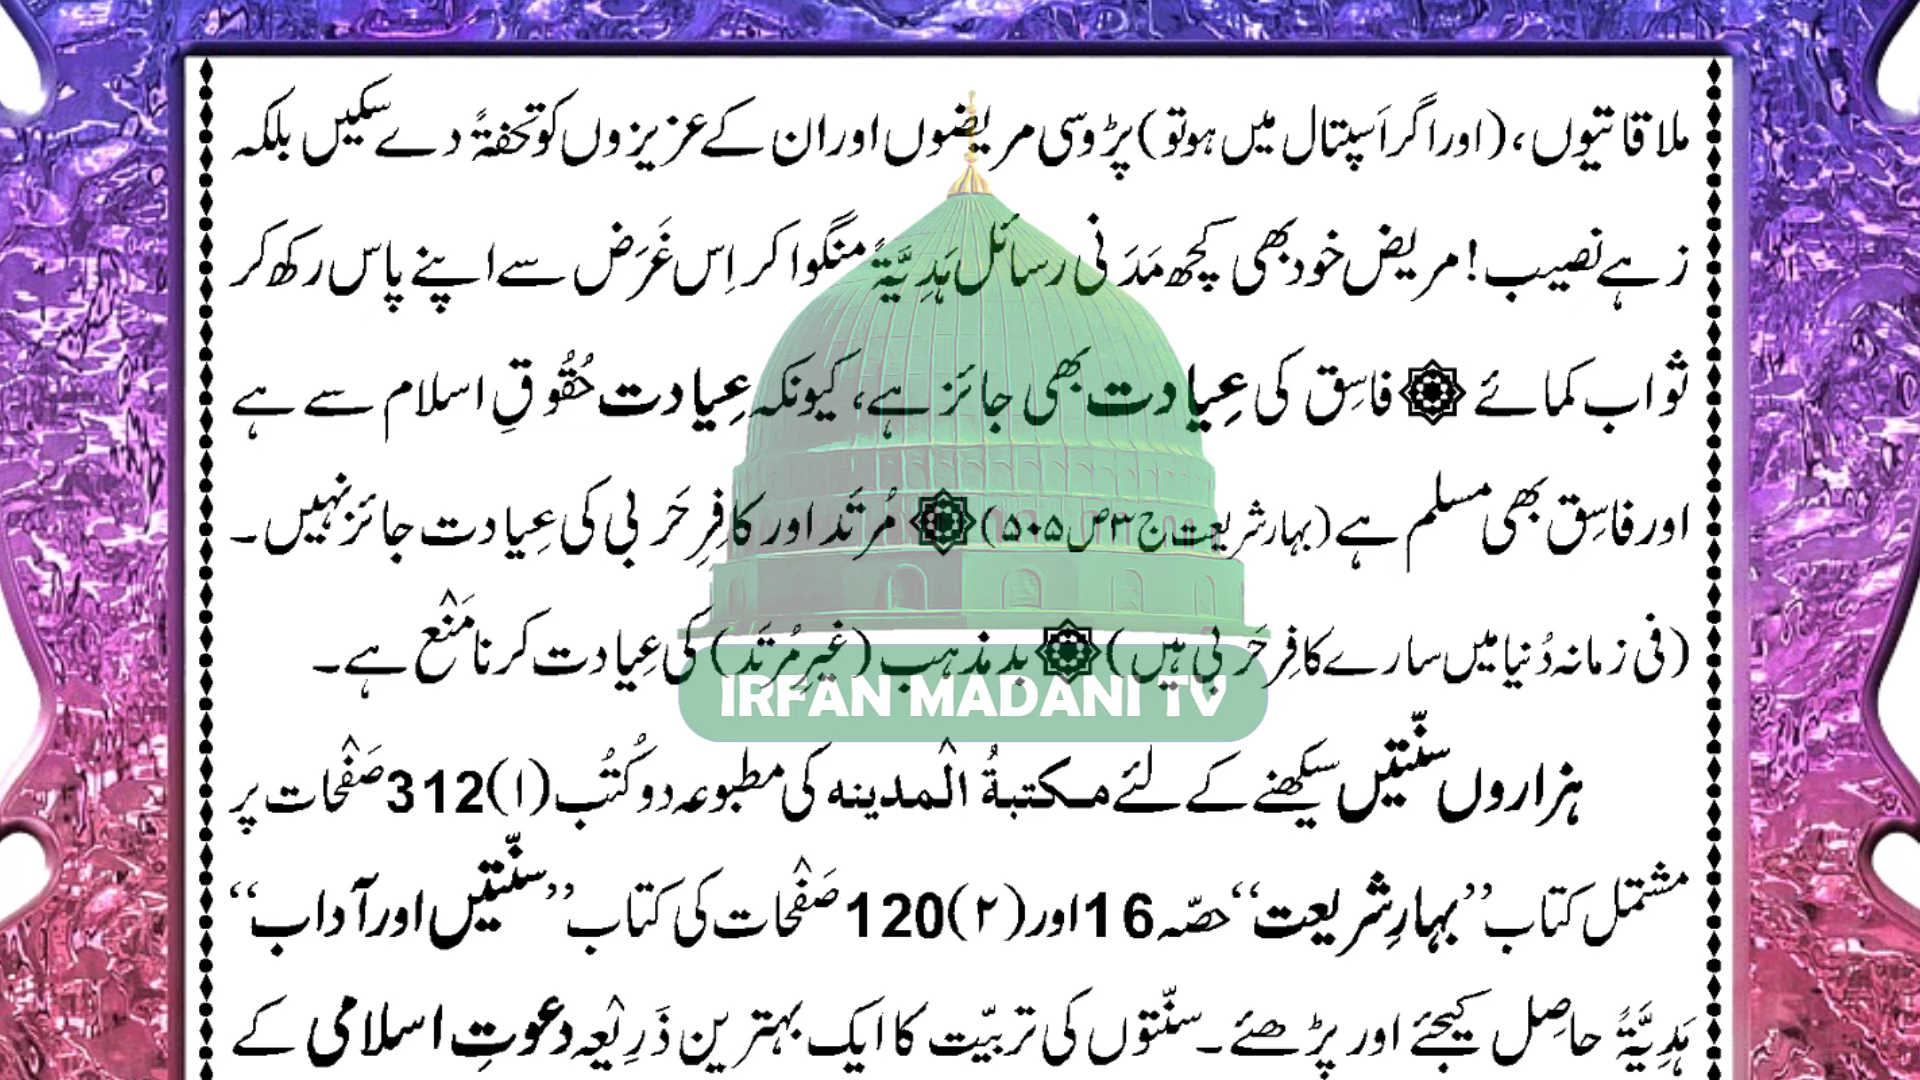 ملاقاتیوں، (اور اگر اَسپتال میں ہو تو) پڑوسی مریضوں اور ان کے عزیزوں کو تحفۃً دے سکیں بلکہ
زہے نصیب! مریض خود بھی کچھ مَدَنی رسائل ہَدِیَّۃً منگوا کر اِس غَرَض سے اپنے پاس رکھ کر
ثواب کمائے ۞ فاسِق کی عِیادت بھی جائز ہے، کیونکہ عِیادت حُقُوقِ اسلام سے ہے
اور فاسِق بھی مسلم ہے (بہارِ شریعت ج ۳ ص ۵۰۵) ۞ مُرتَد اور کافِرِ حَربی کی عِیادت جائز نہیں۔
(فی زمانہ دُنیا میں سارے کافِر حَربی ہیں) ۞ بدمذہب (غیرِ مُرتَد) کی عِیادت کرنا مَنْع ہے۔
IRFAN MADANI TV
ہزاروں سنّتیں سیکھنے کے لئے مکتبۃُ الْمدینہ کی مطبوعہ دو کُتُب (۱) 312 صَفْحات پر
مشتمل کتاب ’’بہارِ شریعت‘‘ حصّہ 16 اور (۲) 120 صَفْحات کی کتاب ’’سنّتیں اور آداب‘‘
ہَدِیَّۃً حاصِل کیجئے اور پڑھئے۔ سنّتوں کی تربیّت کا ایک بہترین ذَرِیْعہ دعوتِ اسلامی کے